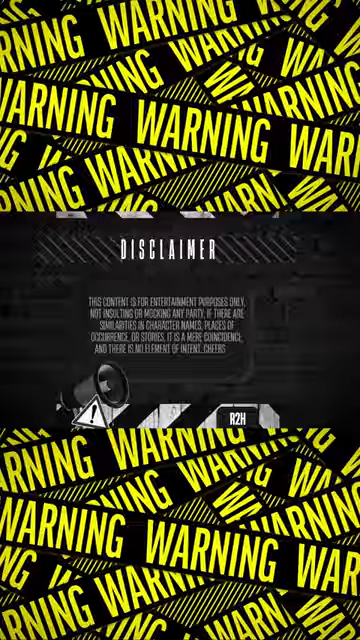 WARNING
WARNING
WARNING
WARNING
WARNING
DISCLAIMER
THIS CONTENT IS FOR ENTERTAINMENT PURPOSES ONLY,
NOT INSULTING OR MOCKING ANY PARTY, IF THERE ARE
SIMILARITIES IN CHARACTER NAMES, PLACES OF
OCCURRENCE, OR STORIES, IT IS A MERE COINCIDENCE,
AND THERE IS NO ELEMENT OF INTENT. CHEERS
R2H
WARNING
WARNING
WARNING
WARNING
WARNING